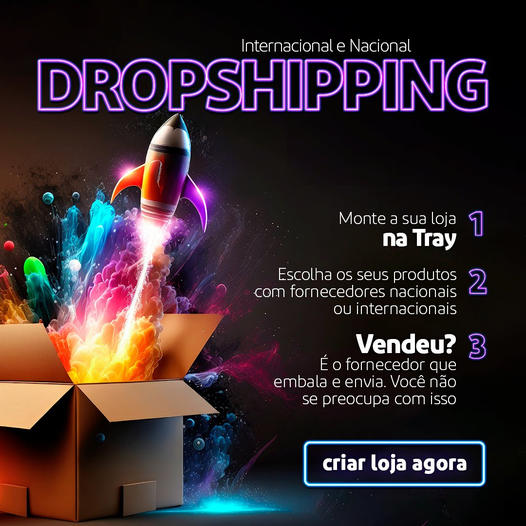 Internacional e Nacional
DROPSHIPPING
Monte a sua loja
na Tray
1
Escolha os seus produtos
com fornecedores nacionais
ou internacionais
2
Vendeu?
É o fornecedor que
embala e envia. Você não
se preocupa com isso
3
criar loja agora